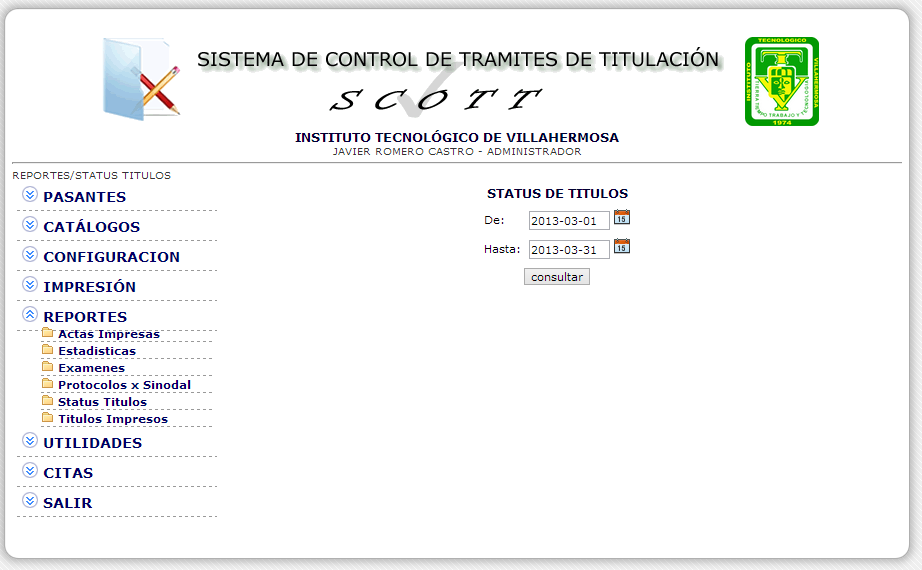 SISTEMA DE CONTROL DE TRAMITES DE TITULACIÓN
SCOTT
INSTITUTO TECNOLÓGICO DE VILLAHERMOSA
JAVIER ROMERO CASTRO - ADMINISTRADOR
TECNOLOGICO
INSTITUTO
VILLAHERMOSA
1974
REPORTES/STATUS TITULOS
PASANTES
CATÁLOGOS
CONFIGURACION
IMPRESIÓN
REPORTES
Actas Impresas
Estadisticas
Examenes
Protocolos x Sinodal
Status Titulos
Titulos Impresos
UTILIDADES
CITAS
SALIR
STATUS DE TITULOS
De: 2013-03-01 15
Hasta: 2013-03-31 15
consultar